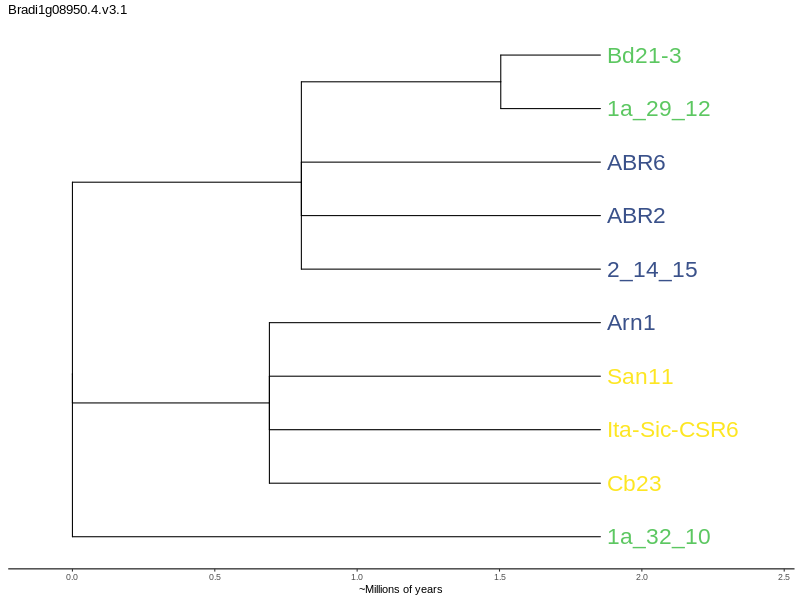 Bradi1g08950.4.v3.1
Bd21-3
1a_29_12
ABR6
ABR2
2_14_15
Arn1
San11
Ita-Sic-CSR6
Cb23
1a_32_10
0.0 0.5 1.0 1.5 2.0 2.5
~Millions of years